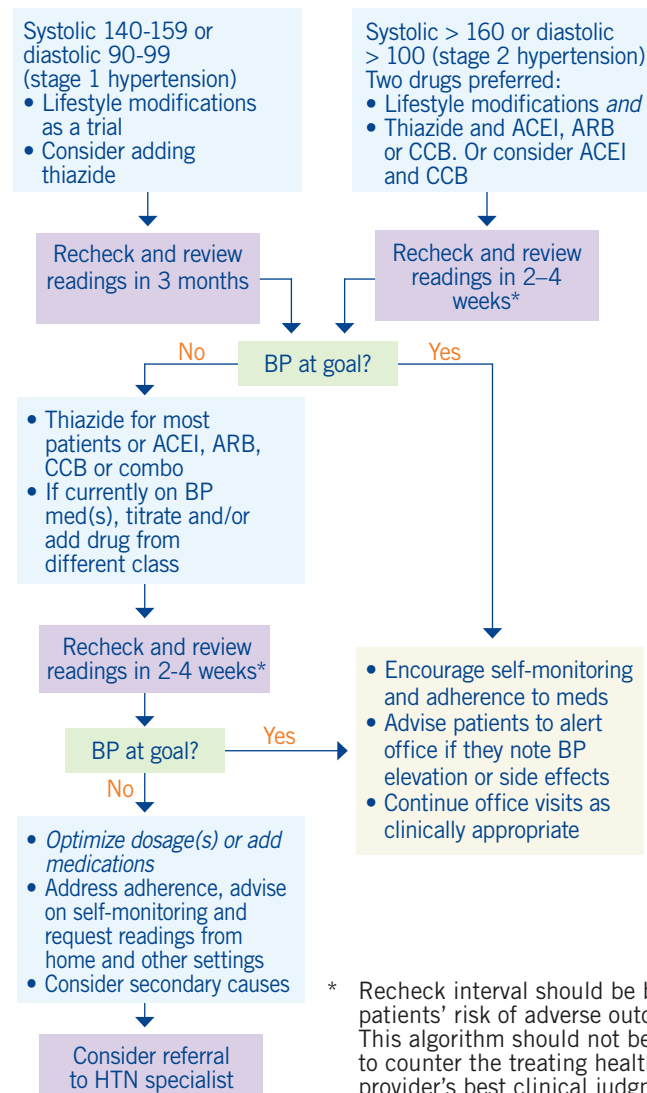 Systolic 140-159 or
diastolic 90-99
(stage 1 hypertension)
• Lifestyle modifications
as a trial
• Consider adding
thiazide
Systolic > 160 or diastolic
> 100 (stage 2 hypertension)
Two drugs preferred:
• Lifestyle modifications and
• Thiazide and ACEI, ARB
or CCB. Or consider ACEI
and CCB
Recheck and review
readings in 3 months
Recheck and review
readings in 2–4
weeks*
No
BP at goal?
Yes
• Thiazide for most
patients or ACEI, ARB,
CCB or combo
• If currently on BP
med(s), titrate and/or
add drug from
different class
Recheck and review
readings in 2-4 weeks*
BP at goal?
Yes
No
• Encourage self-monitoring
and adherence to meds
• Advise patients to alert
office if they note BP
elevation or side effects
• Continue office visits as
clinically appropriate
• Optimize dosage(s) or add
medications
• Address adherence, advise
on self-monitoring and
request readings from
home and other settings
• Consider secondary causes
Consider referral
to HTN specialist
* Recheck interval should be
patients' risk of adverse
This algorithm should not
to counter the treating
provider's best clinical